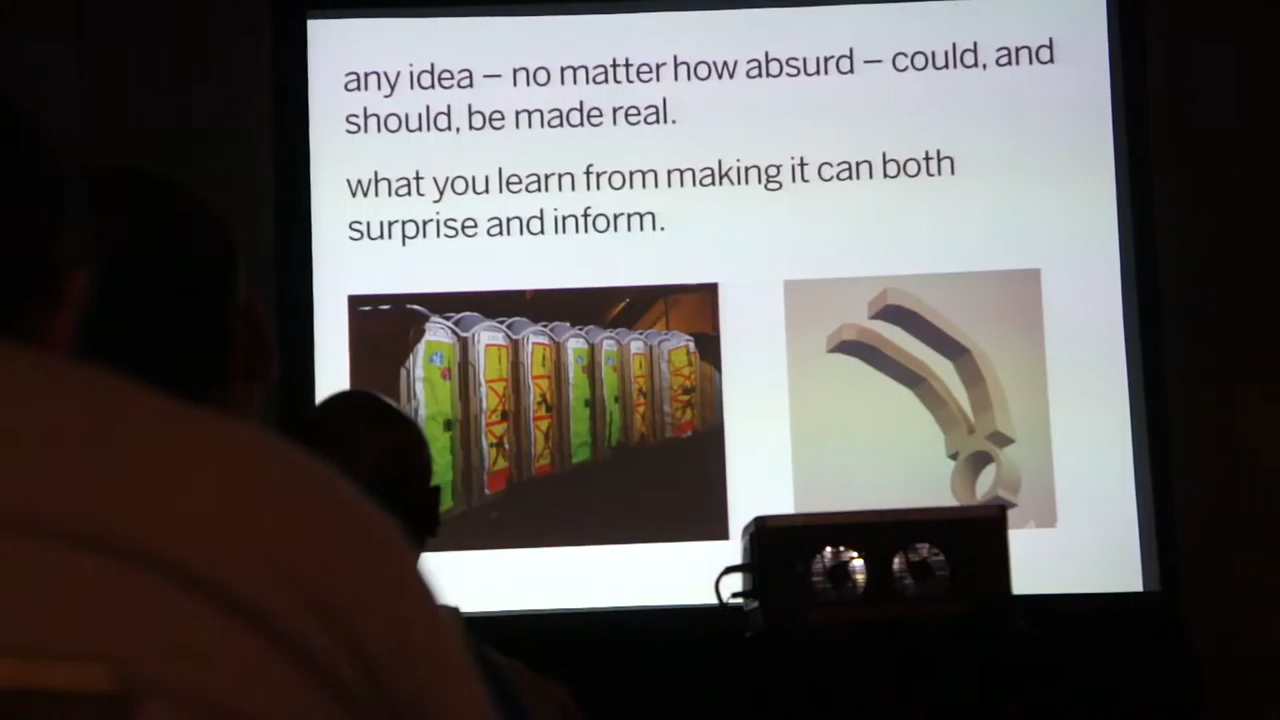 any idea – no matter how absurd – could, and
should, be made real.
what you learn from making it can both
surprise and inform.